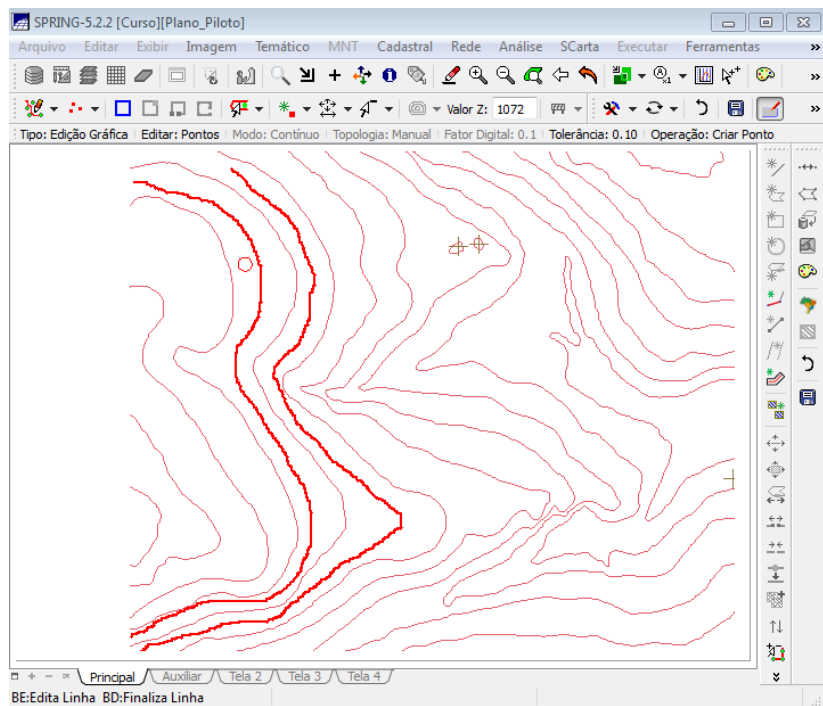 SPRING-5.2.2 [Curso][Plano_Piloto]
Arquivo Editar Exibir Imagem Temático MNT Cadastral Rede Análise SCarta Executar Ferramentas »
Valor Z: 1072
Tipo: Edição Gráfica Editar: Pontos Modo: Contínuo Topologia: Manual Fator Digital: 0.1 Tolerância: 0.10 Operação: Criar Ponto
Principal Auxiliar Tela 2 Tela 3 Tela 4
BE:Edita Linha BD:Finaliza Linha